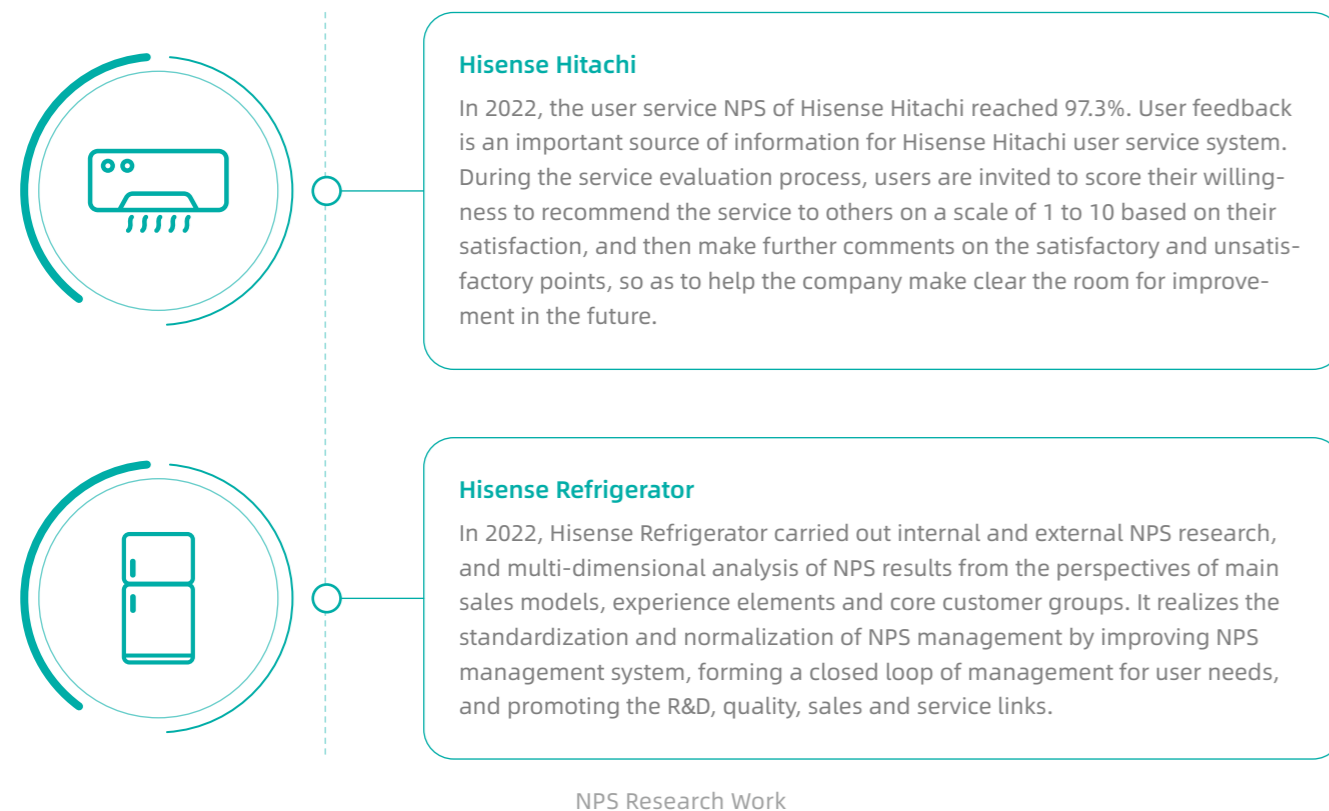 Hisense Hitachi
In 2022, the user service NPS of Hisense Hitachi reached 97.3%. User feedback
is an important source of information for Hisense Hitachi user service system.
During the service evaluation process, users are invited to score their willing-
ness to recommend the service to others on a scale of 1 to 10 based on their
satisfaction, and then make further comments on the satisfactory and unsatis-
factory points, so as to help the company make clear the room for improve-
ment in the future.
Hisense Refrigerator
In 2022, Hisense Refrigerator carried out internal and external NPS research,
and multi-dimensional analysis of NPS results from the perspectives of main
sales models, experience elements and core customer groups. It realizes the
standardization and normalization of NPS management by improving NPS
management system, forming a closed loop of management for user needs,
and promoting the R&D, quality, sales and service links.
NPS Research Work